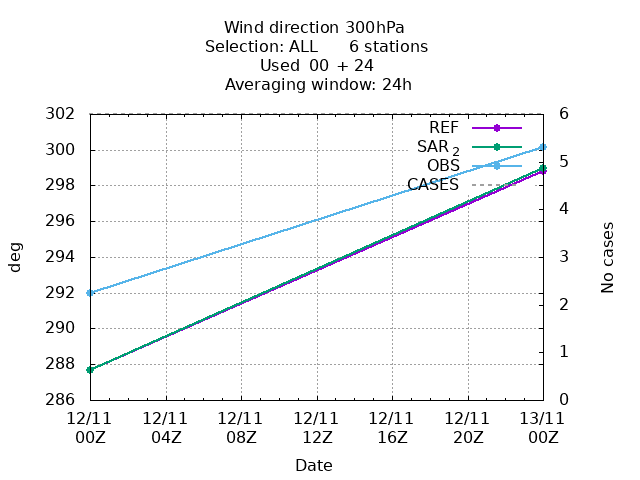 Wind direction 300hPa
Selection: ALL 6 stations
Used 00 + 24
Averaging window: 24h
302
300
298
296
294
292
290
288
286
deg
6
5
4
3
2
1
0
No cases
REF
SAR 2
OBS
CASES
12/11 12/11 12/11 12/11 12/11 12/11 13/11
00Z 04Z 08Z 12Z 16Z 20Z 00Z
Date